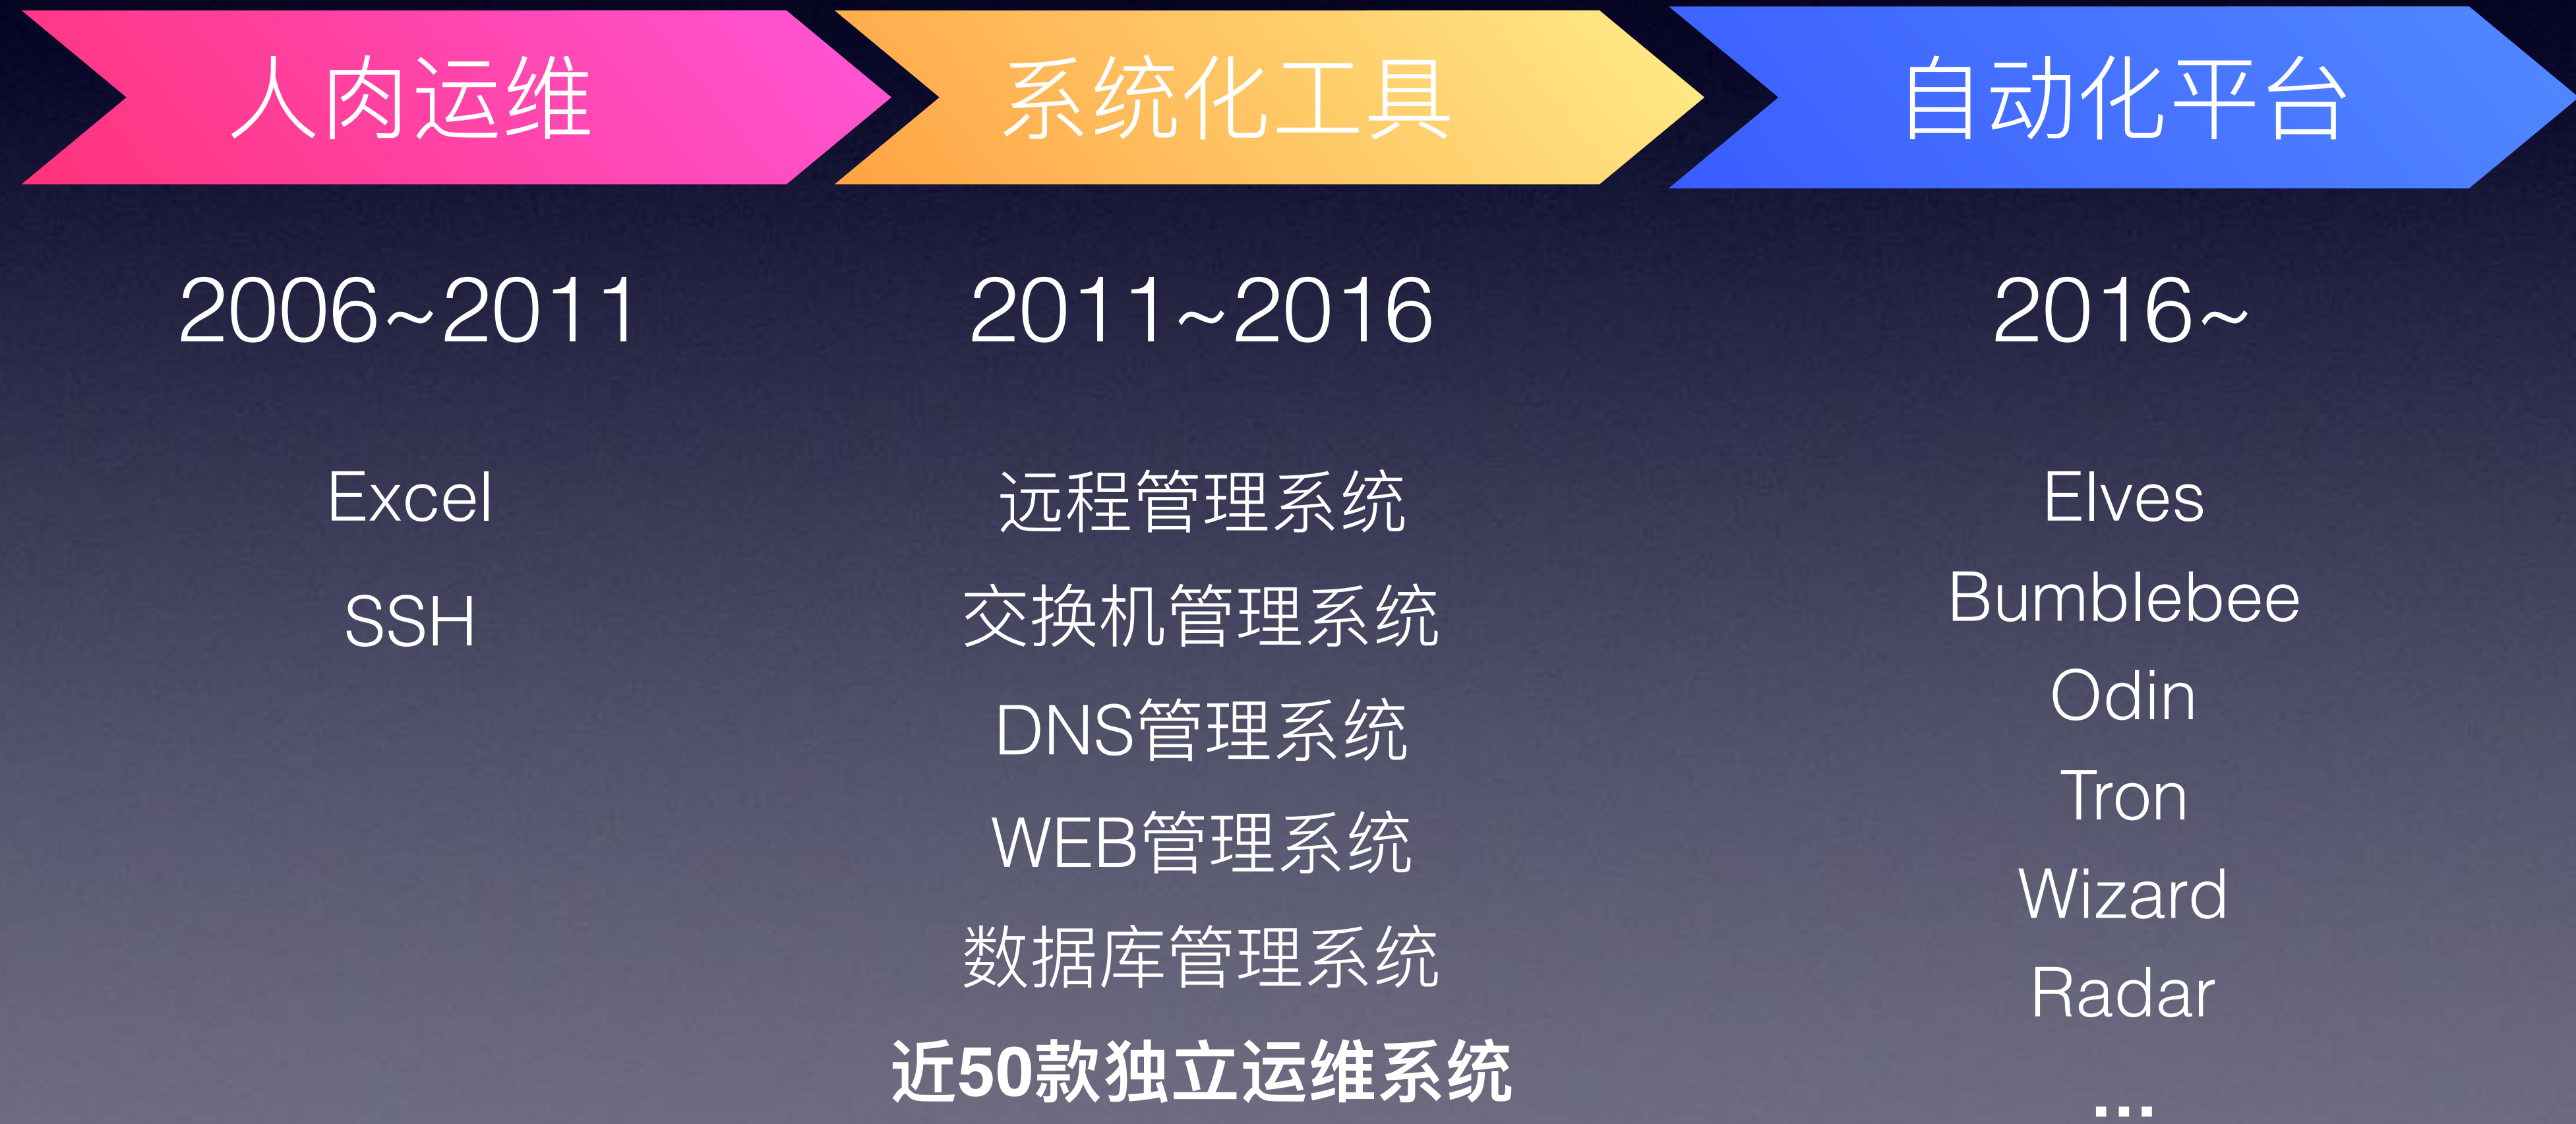 人肉运维
系统化工具
自动化平台
2006~2011
2011~2016
2016~
Excel
SSH
远程管理系统
交换机管理系统
DNS管理系统
WEB管理系统
数据库管理系统
近50款独立运维系统
Elves
Bumblebee
Odin
Tron
Wizard
Radar
...